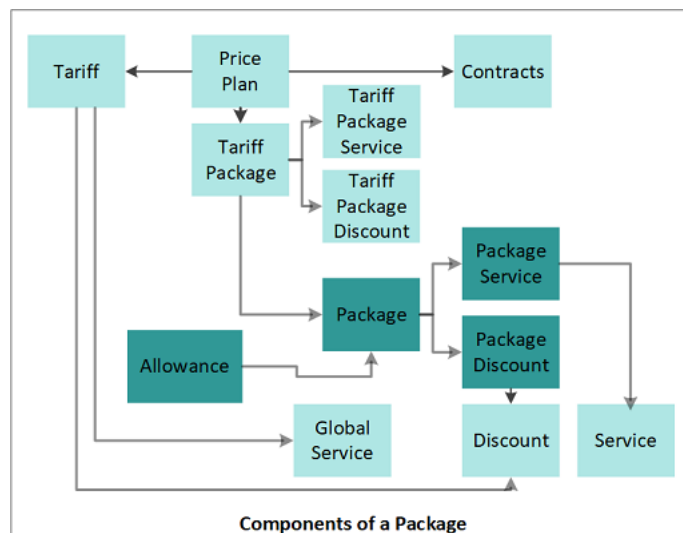 Tariff
Price
Plan
Contracts
Tariff
Package
Tariff
Package
Service
Tariff
Package
Discount
Package
Service
Package
Package
Discount
Allowance
Global
Service
Discount
Service
Components of a Package